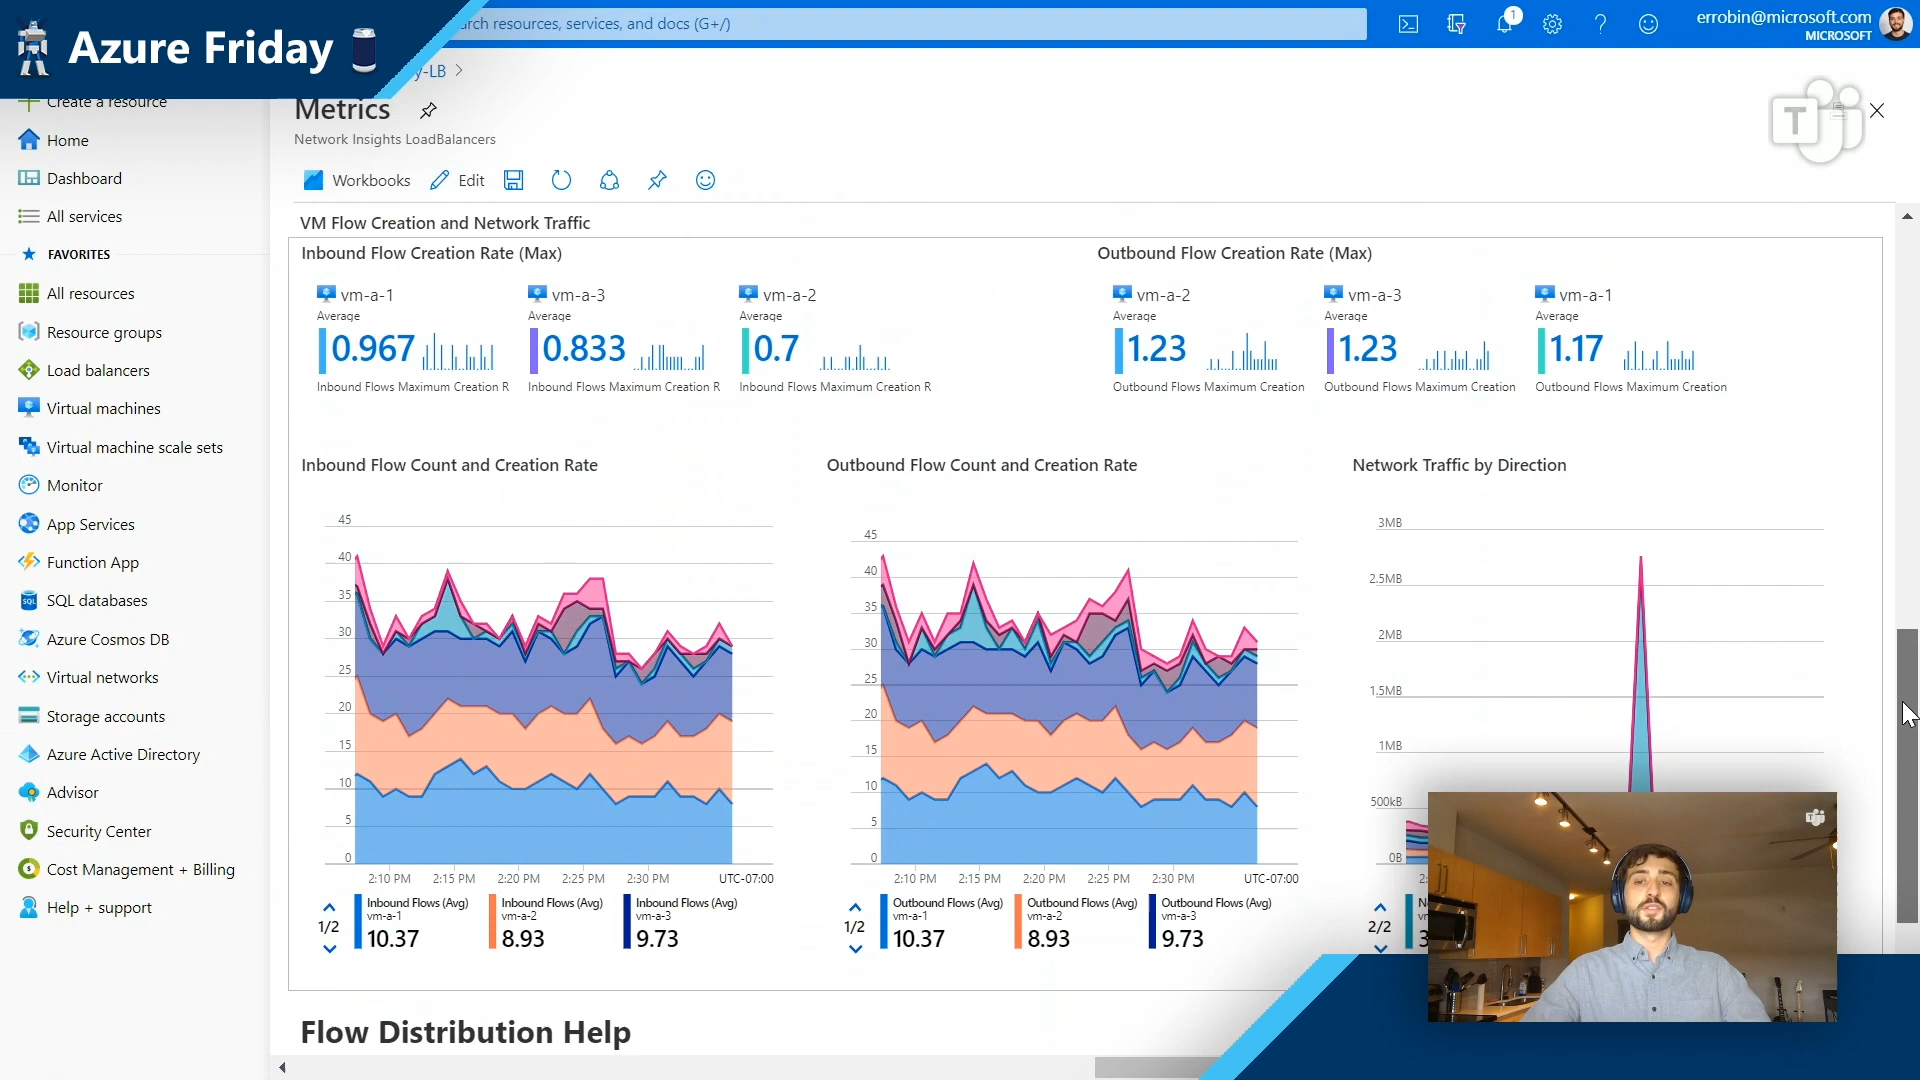 Azure Friday
rch resources, services, and docs (G+/)
1
errobin@microsoft.com
MICROSOFT
y-LB
Create a resource
Home
Dashboard
All services
FAVORITES
All resources
Resource groups
Load balancers
Virtual machines
Virtual machine scale sets
Monitor
App Services
Function App
SQL databases
Azure Cosmos DB
Virtual networks
Storage accounts
Azure Active Directory
Advisor
Security Center
Cost Management + Billing
Help + support
Metrics
Network Insights LoadBalancers
T
Workbooks Edit
VM Flow Creation and Network Traffic
Inbound Flow Creation Rate (Max)
vm-a-1 vm-a-3 vm-a-2
Average Average Average
0.967 0.833 0.7
Inbound Flows Maximum Creation R Inbound Flows Maximum Creation R Inbound Flows Maximum Creation R
Outbound Flow Creation Rate (Max)
vm-a-2 vm-a-3 vm-a-1
Average Average Average
1.23 1.23 1.17
Outbound Flows Maximum Creation Outbound Flows Maximum Creation Outbound Flows Maximum Creation
Inbound Flow Count and Creation Rate
45
40
35
30
25
20
15
10
5
0
2:10 PM 2:15 PM 2:20 PM 2:25 PM 2:30 PM UTC-07:00
1/2
Inbound Flows (Avg) Inbound Flows (Avg) Inbound Flows (Avg)
vm-a-1 vm-a-2 vm-a-3
10.37 8.93 9.73
Outbound Flow Count and Creation Rate
45
40
35
30
25
20
15
10
5
0
2:10 PM 2:15 PM 2:20 PM 2:25 PM 2:30 PM UTC-07:00
1/2
Outbound Flows (Avg) Outbound Flows (Avg) Outbound Flows (Avg)
vm-a-1 vm-a-2 vm-a-3
10.37 8.93 9.73
Network Traffic by Direction
3MB
2.5MB
2MB
1.5MB
1MB
500kB
0B
2:
2/2
N
vr
3
Flow Distribution Help